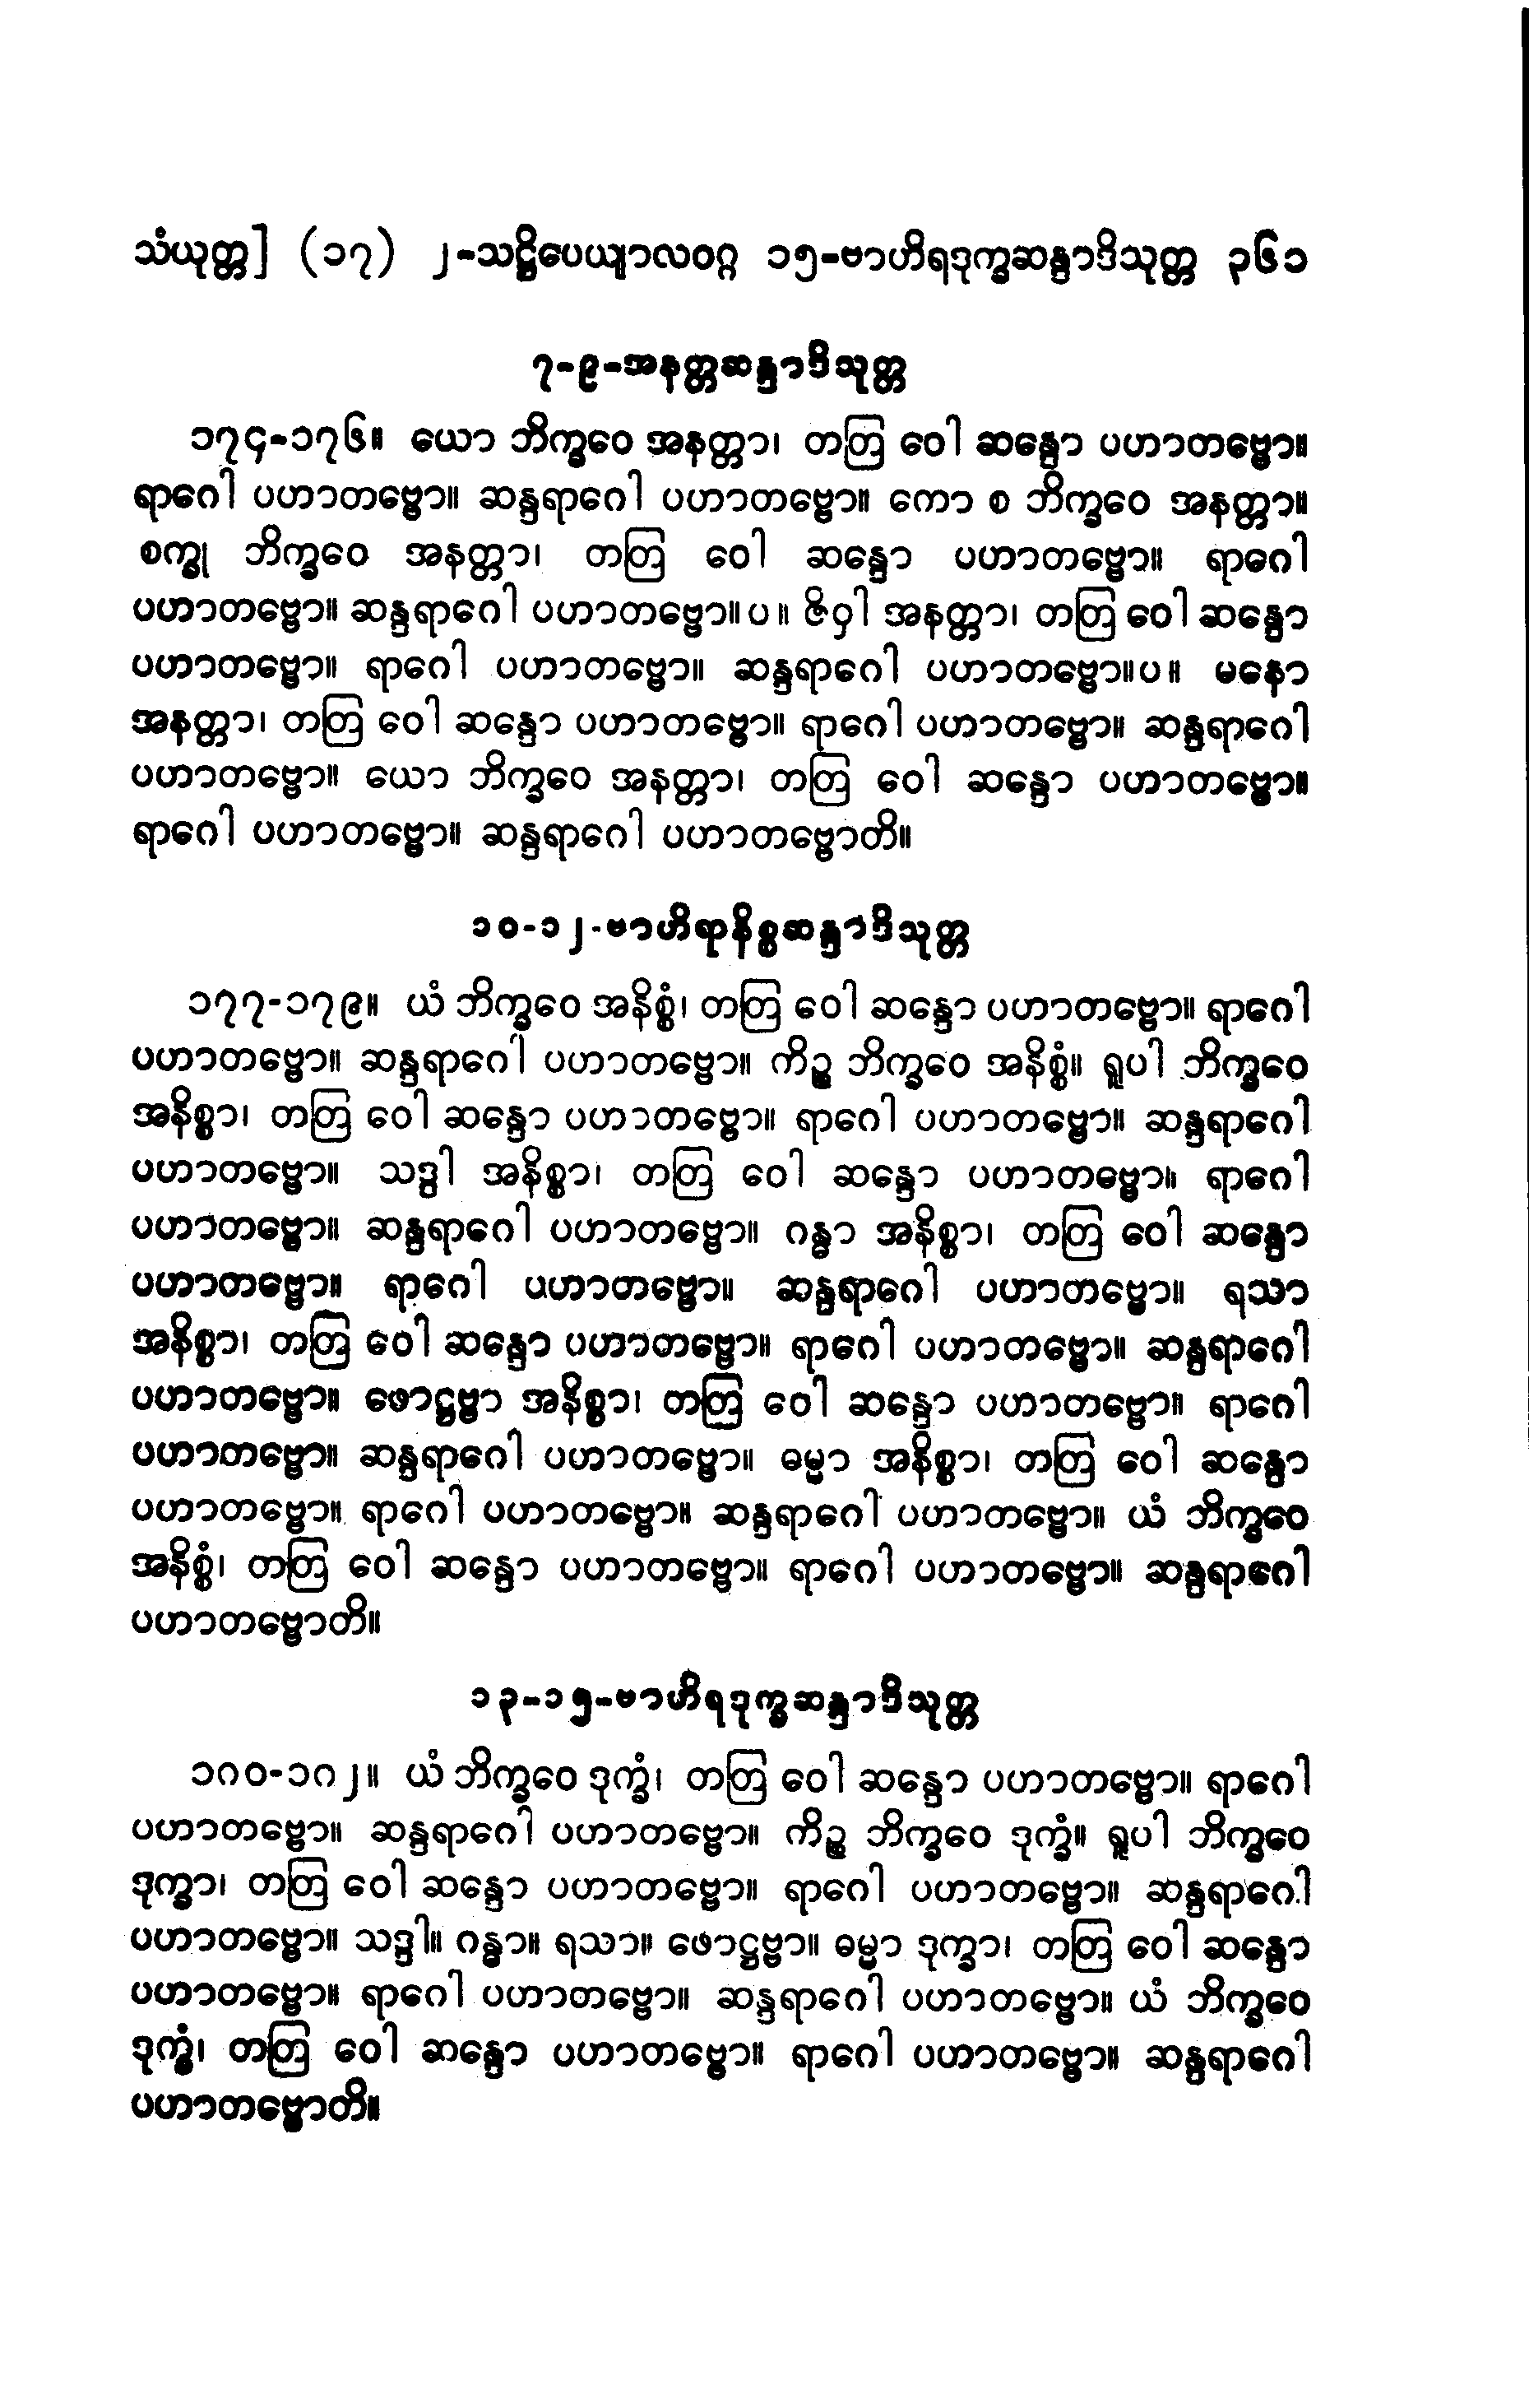 သံယုတ္တ] (၁၇) ၂-သဋ္ဌိပေယျာလဝဂ္ဂ ၁၅-ဗာဟိရဒုက္ခဆန္ဒာဒိသုတ္တ ၃၆၁
၇-၉-အနတ္တဆန္ဒာဒိသုတ္တ
၁၇၄-၁၇၆။ ယော ဘိက္ခဝေ အနတ္တာ၊ တတြ ဝေါ ဆန္ဒော ပဟာတဗ္ဗော။
ရာဂေါ ပဟာတဗ္ဗော။ ဆန္ဒရာဂေါ ပဟာတဗ္ဗော။ ကော စ ဘိက္ခဝေ အနတ္တာ။
စက္ခု ဘိက္ခဝေ အနတ္တာ၊ တတြ ဝေါ ဆန္ဒော ပဟာတဗ္ဗော။ ရာဂေါ
ပဟာတဗ္ဗော။ ဆန္ဒရာဂေါ ပဟာတဗ္ဗော။ပ။ ဇိဝှါ အနတ္တာ၊ တတြ ဝေါ ဆန္ဒော
ပဟာတဗ္ဗော။ ရာဂေါ ပဟာတဗ္ဗော။ ဆန္ဒရာဂေါ ပဟာတဗ္ဗော။ပ။ မနော
အနတ္တာ၊ တတြ ဝေါ ဆန္ဒော ပဟာတဗ္ဗော။ ရာဂေါ ပဟာတဗ္ဗော။ ဆန္ဒရာဂေါ
ပဟာတဗ္ဗော။ ယော ဘိက္ခဝေ အနတ္တာ၊ တတြ ဝေါ ဆန္ဒော ပဟာတဗ္ဗော။
ရာဂေါ ပဟာတဗ္ဗော။ ဆန္ဒရာဂေါ ပဟာတဗ္ဗောတိ။
၁၀-၁၂-ဗာဟိရာနိစ္စဆန္ဒာဒိသုတ္တ
၁၇၇-၁၇၉။ ယံ ဘိက္ခဝေ အနိစ္စံ၊ တတြ ဝေါ ဆန္ဒော ပဟာတဗ္ဗော။ ရာဂေါ
ပဟာတဗ္ဗော။ ဆန္ဒရာဂေါ ပဟာတဗ္ဗော။ ကိဉ္စ ဘိက္ခဝေ အနိစ္စံ။ ရူပါ ဘိက္ခဝေ
အနိစ္စာ၊ တတြ ဝေါ ဆန္ဒော ပဟာတဗ္ဗော။ ရာဂေါ ပဟာတဗ္ဗော။ ဆန္ဒရာဂေါ
ပဟာတဗ္ဗော။ သဒ္ဒါ အနိစ္စာ၊ တတြ ဝေါ ဆန္ဒော ပဟာတဗ္ဗော။ ရာဂေါ
ပဟာတဗ္ဗော။ ဆန္ဒရာဂေါ ပဟာတဗ္ဗော။ ဂန္ဓာ အနိစ္စာ၊ တတြ ဝေါ ဆန္ဒော
ပဟာတဗ္ဗော။ ရာဂေါ ပဟာတဗ္ဗော။ ဆန္ဒရာဂေါ ပဟာတဗ္ဗော။ ရသာ
အနိစ္စာ၊ တတြ ဝေါ ဆန္ဒော ပဟာတဗ္ဗော။ ရာဂေါ ပဟာတဗ္ဗော။ ဆန္ဒရာဂေါ
ပဟာတဗ္ဗော။ ဖောဋ္ဌဗ္ဗာ အနိစ္စာ၊ တတြ ဝေါ ဆန္ဒော ပဟာတဗ္ဗော။ ရာဂေါ
ပဟာတဗ္ဗော။ ဆန္ဒရာဂေါ ပဟာတဗ္ဗော။ ဓမ္မာ အနိစ္စာ၊ တတြ ဝေါ ဆန္ဒော
ပဟာတဗ္ဗော။ ရာဂေါ ပဟာတဗ္ဗော။ ဆန္ဒရာဂေါ ပဟာတဗ္ဗော။ ယံ ဘိက္ခဝေ
အနိစ္စံ၊ တတြ ဝေါ ဆန္ဒော ပဟာတဗ္ဗော။ ရာဂေါ ပဟာတဗ္ဗော။ ဆန္ဒရာဂေါ
ပဟာတဗ္ဗောတိ။
၁၃-၁၅-ဗာဟိရဒုက္ခဆန္ဒာဒိသုတ္တ
၁၈၀-၁၈၂။ ယံ ဘိက္ခဝေ ဒုက္ခံ၊ တတြ ဝေါ ဆန္ဒော ပဟာတဗ္ဗော။ ရာဂေါ
ပဟာတဗ္ဗော။ ဆန္ဒရာဂေါ ပဟာတဗ္ဗော။ ကိဉ္စ ဘိက္ခဝေ ဒုက္ခံ။ ရူပါ ဘိက္ခဝေ
ဒုက္ခာ၊ တတြ ဝေါ ဆန္ဒော ပဟာတဗ္ဗော။ ရာဂေါ ပဟာတဗ္ဗော။ ဆန္ဒရာဂေါ
ပဟာတဗ္ဗော။ သဒ္ဒါ။ ဂန္ဓာ။ ရသာ။ ဖောဋ္ဌဗ္ဗာ။ ဓမ္မာ ဒုက္ခာ၊ တတြ ဝေါ ဆန္ဒော
ပဟာတဗ္ဗော။ ရာဂေါ ပဟာတဗ္ဗော။ ဆန္ဒရာဂေါ ပဟာတဗ္ဗော။ ယံ ဘိက္ခဝေ
ဒုက္ခံ၊ တတြ ဝေါ ဆန္ဒော ပဟာတဗ္ဗော။ ရာဂေါ ပဟာတဗ္ဗော။ ဆန္ဒရာဂေါ
ပဟာတဗ္ဗောတိ။